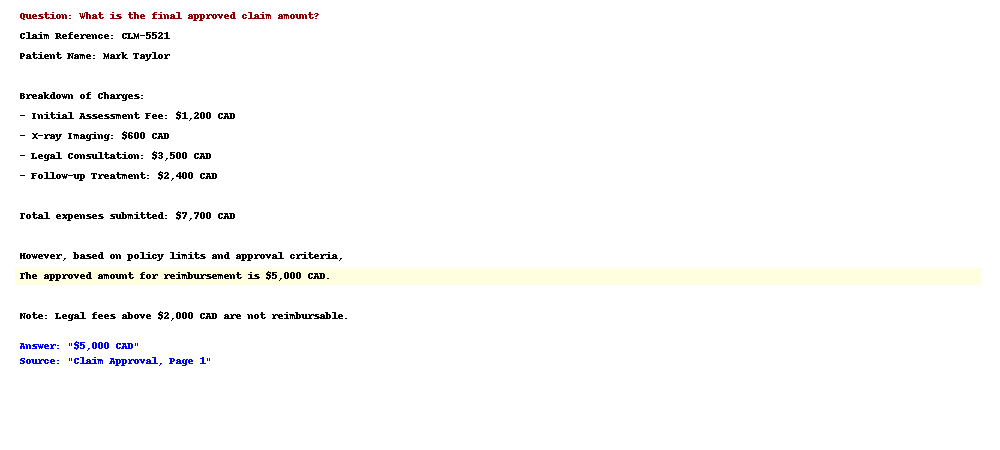 Question: What is the final approved claim amount?
Claim Reference: CLM-5521
Patient Name: Mark Taylor
Breakdown of Charges:
- Initial Assessment Fee: $1,200 CAD
- X-ray Imaging: $600 CAD
- Legal Consultation: $3,500 CAD
- Follow-up Treatment: $2,400 CAD
Total expenses submitted: $7,700 CAD
However, based on policy limits and approval criteria,
The approved amount for reimbursement is $5,000 CAD.
Note: Legal fees above $2,000 CAD are not reimbursable.
Answer: "$5,000 CAD"
Source: "Claim Approval, Page 1"